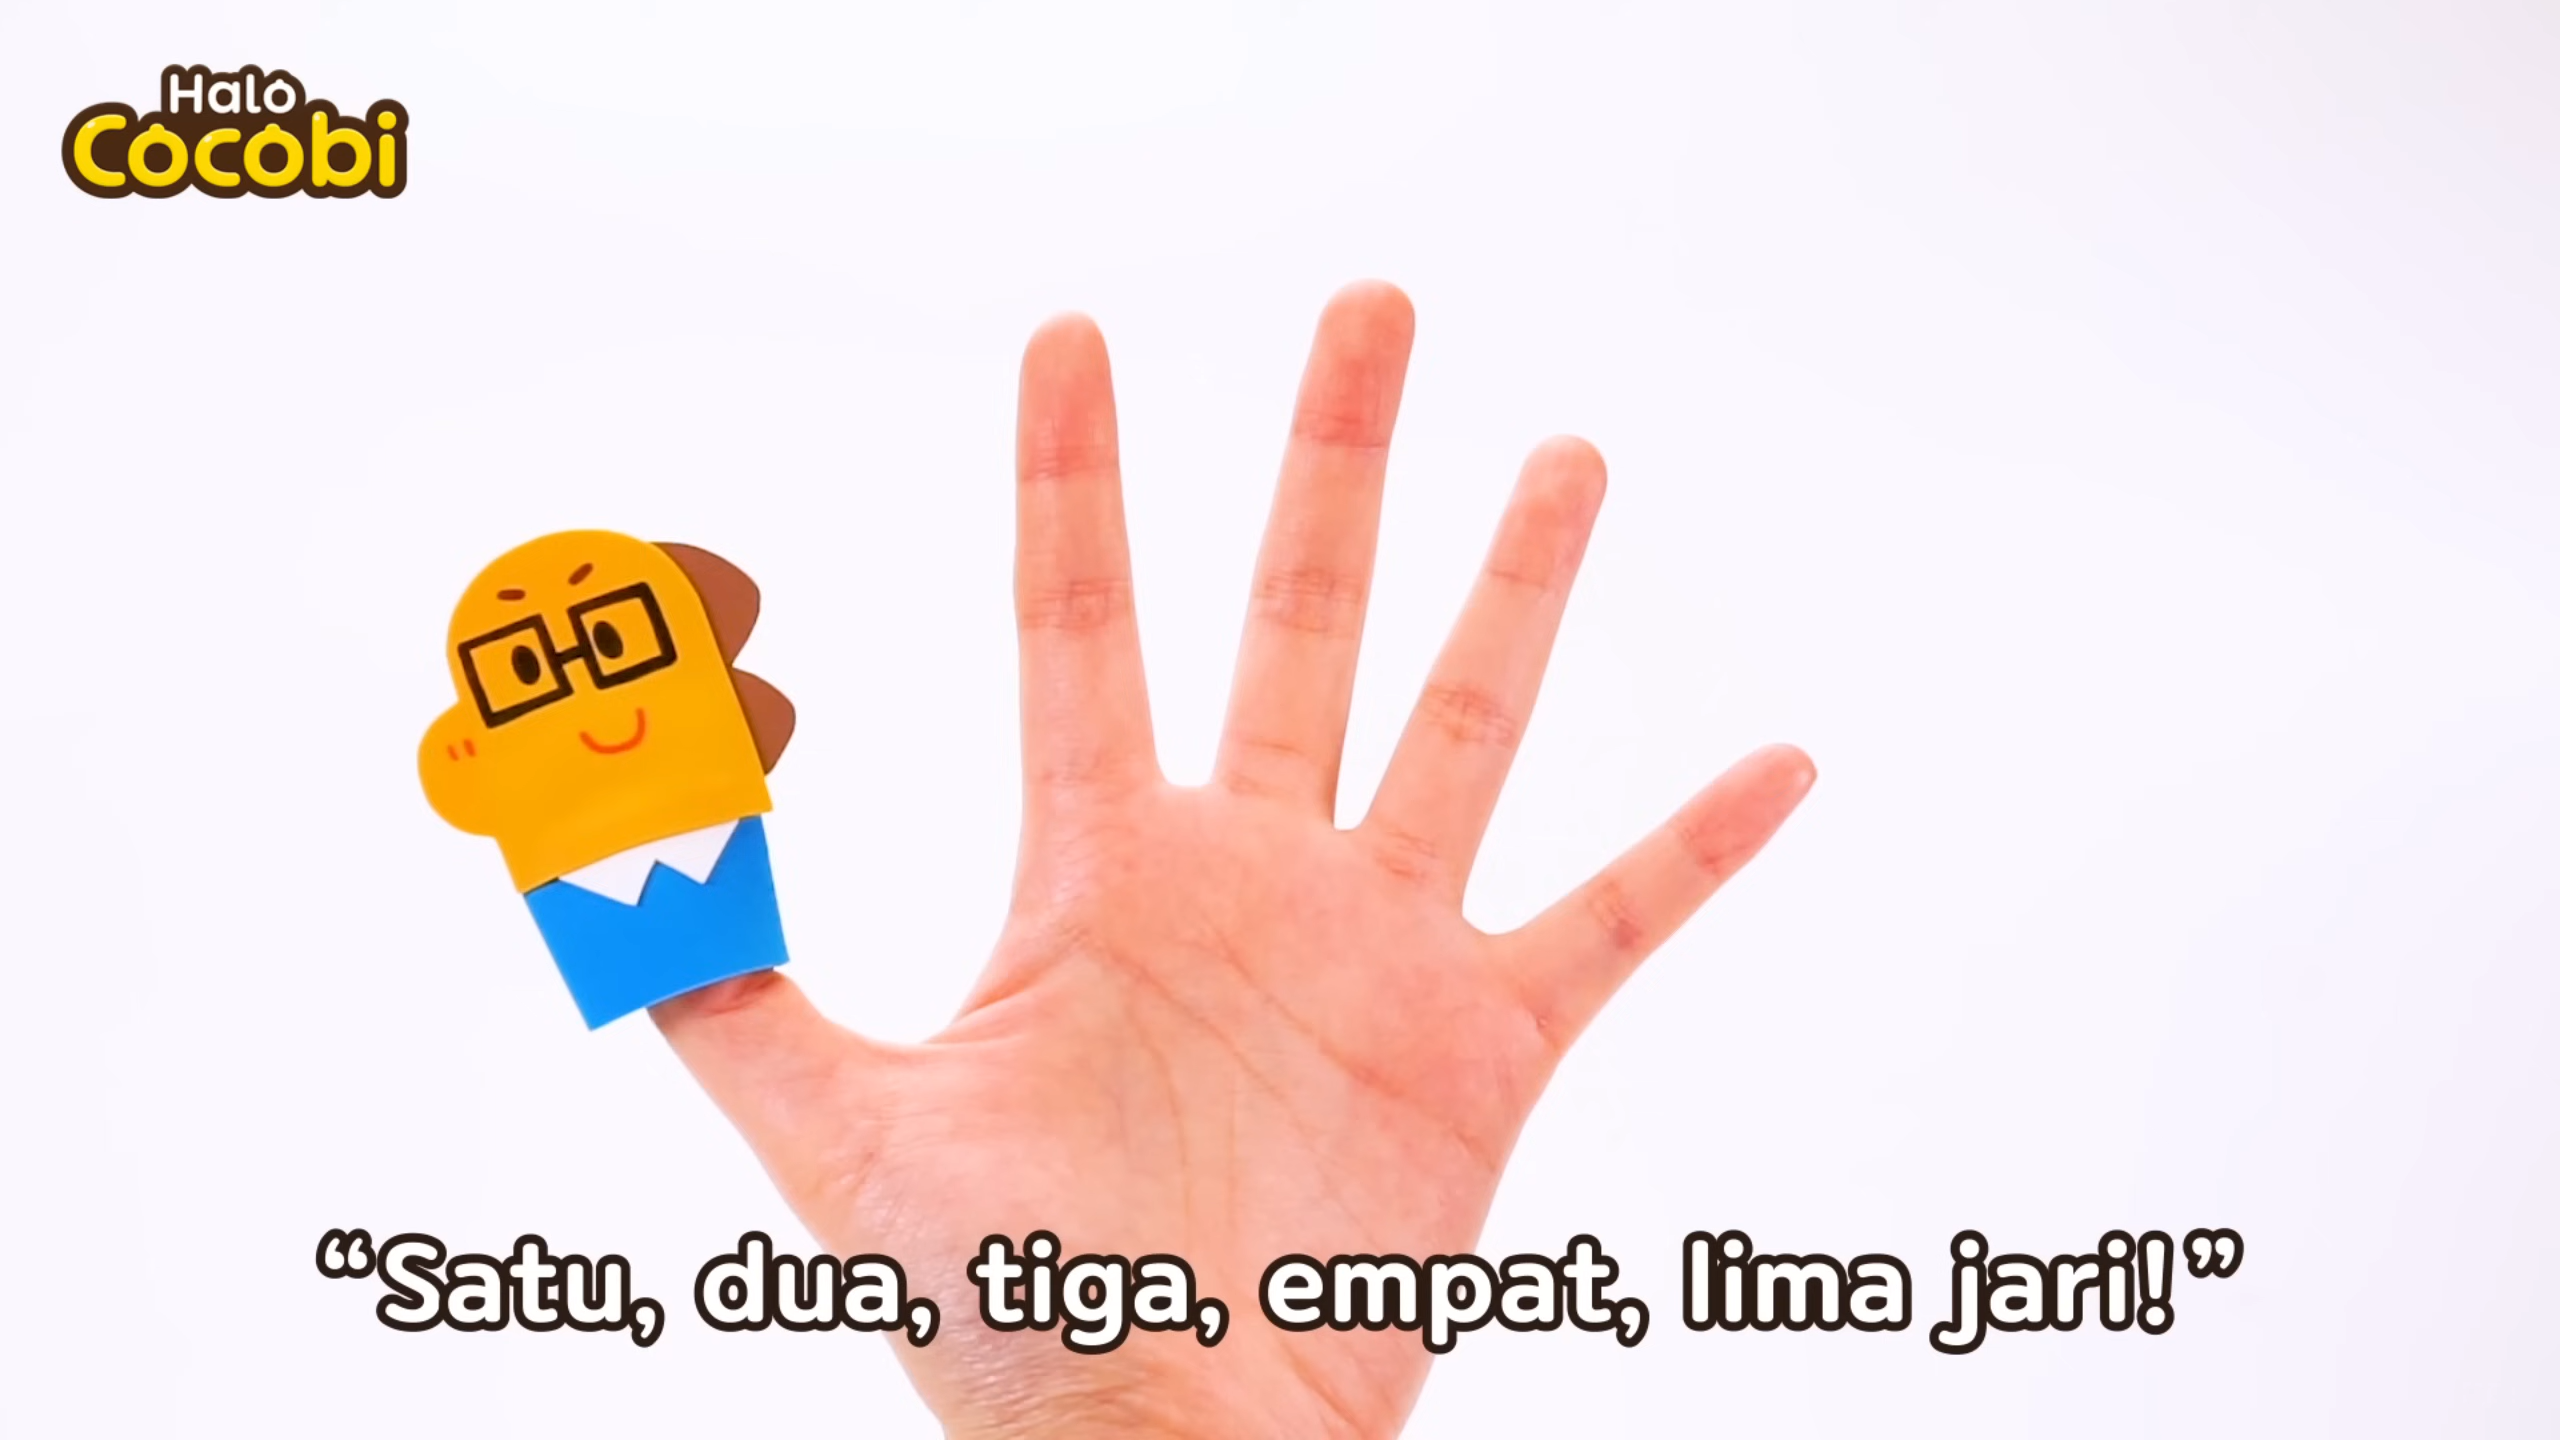 Halo
Cocobi
“Satu, dua, tiga, empat, lima jari!”